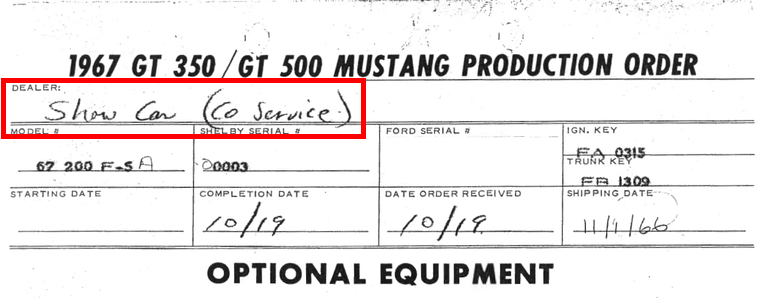 1967 GT 350/GT 500 MUSTANG PRODUCTION ORDER
DEALER:
Show Car (Co Service)
MODEL # SHELBY SERIAL # FORD SERIAL # IGN. KEY
67 200 F-5A 00003 FA 0315
TRUNK KEY
FB 1309
STARTING DATE COMPLETION DATE DATE ORDER RECEIVED SHIPPING DATE
10/19 10/19 11/1/66
OPTIONAL EQUIPMENT